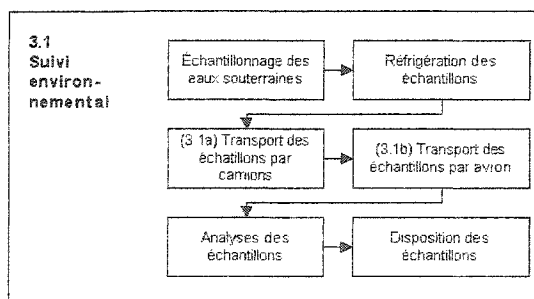 3.1
Suivi
environ-
nemental
Échantillonnage des
eaux souterraines
Réfrigération des
échantillons
(3.1a) Transport des
échatillons par
camions
(3.1b) Transport des
échantillons par avion
Analyses des
échantillons
Disposition des
échantillons